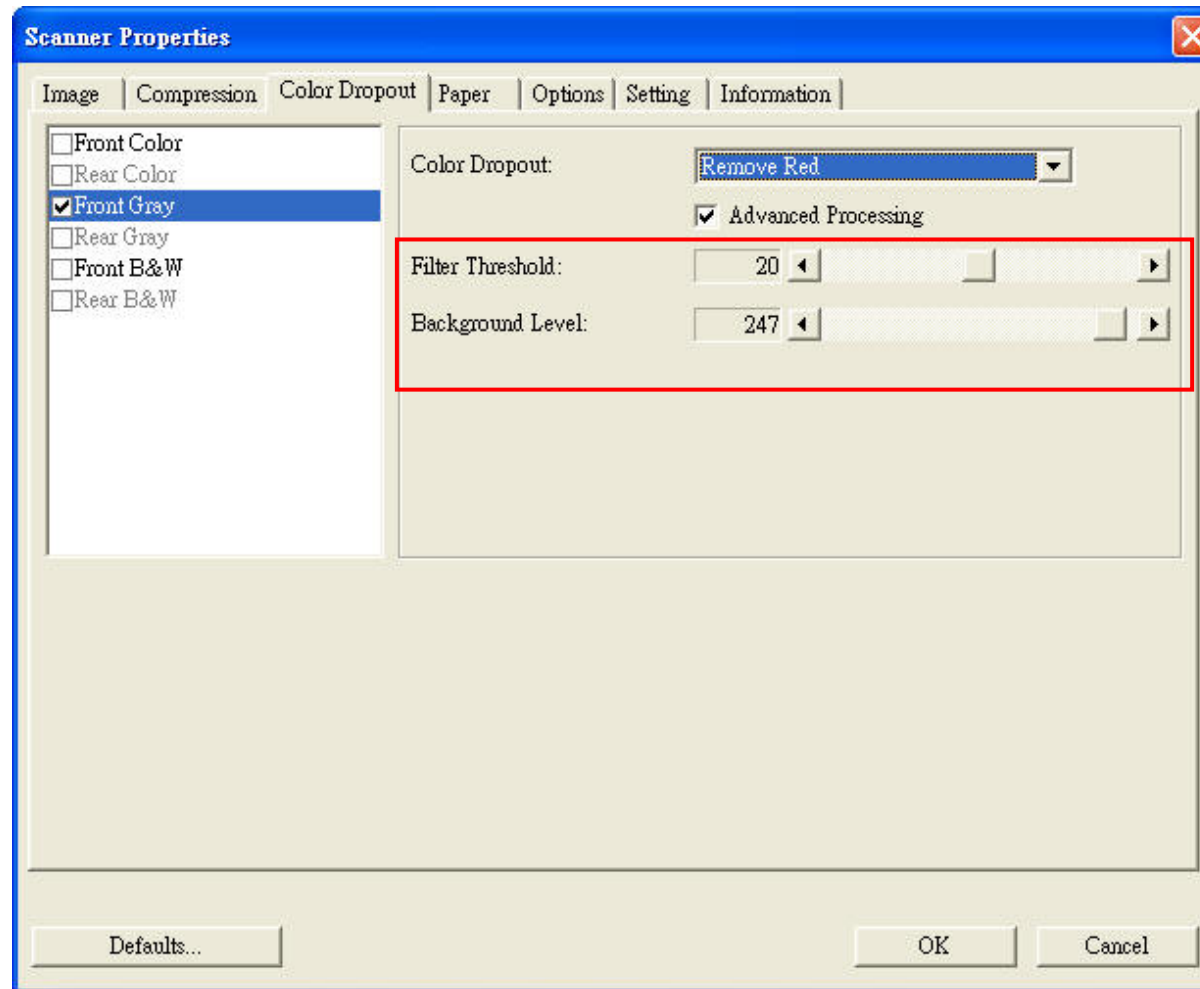 Scanner Properties
Image Compression Color Dropout Paper Options Setting Information
Front Color
Rear Color
Front Gray
Rear Gray
Front B&W
Rear B&W
Color Dropout: Remove Red
Advanced Processing
Filter Threshold: 20
Background Level: 247
Defaults... OK Cancel